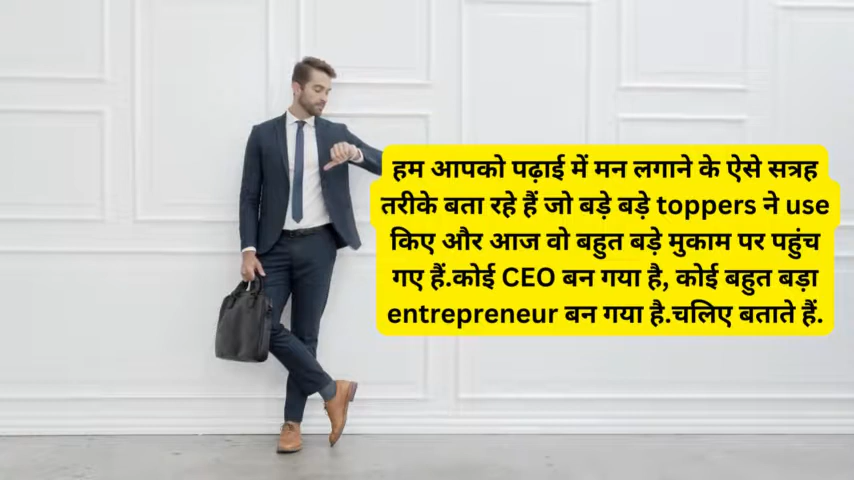 हम आपको पढ़ाई में मन लगाने के ऐसे सत्रह
तरीके बता रहे हैं जो बड़े बड़े toppers ने use
किए और आज वो बहुत बड़े मुकाम पर पहुंच
गए हैं.कोई CEO बन गया है, कोई बहुत बड़ा
entrepreneur बन गया है.चलिए बताते हैं.